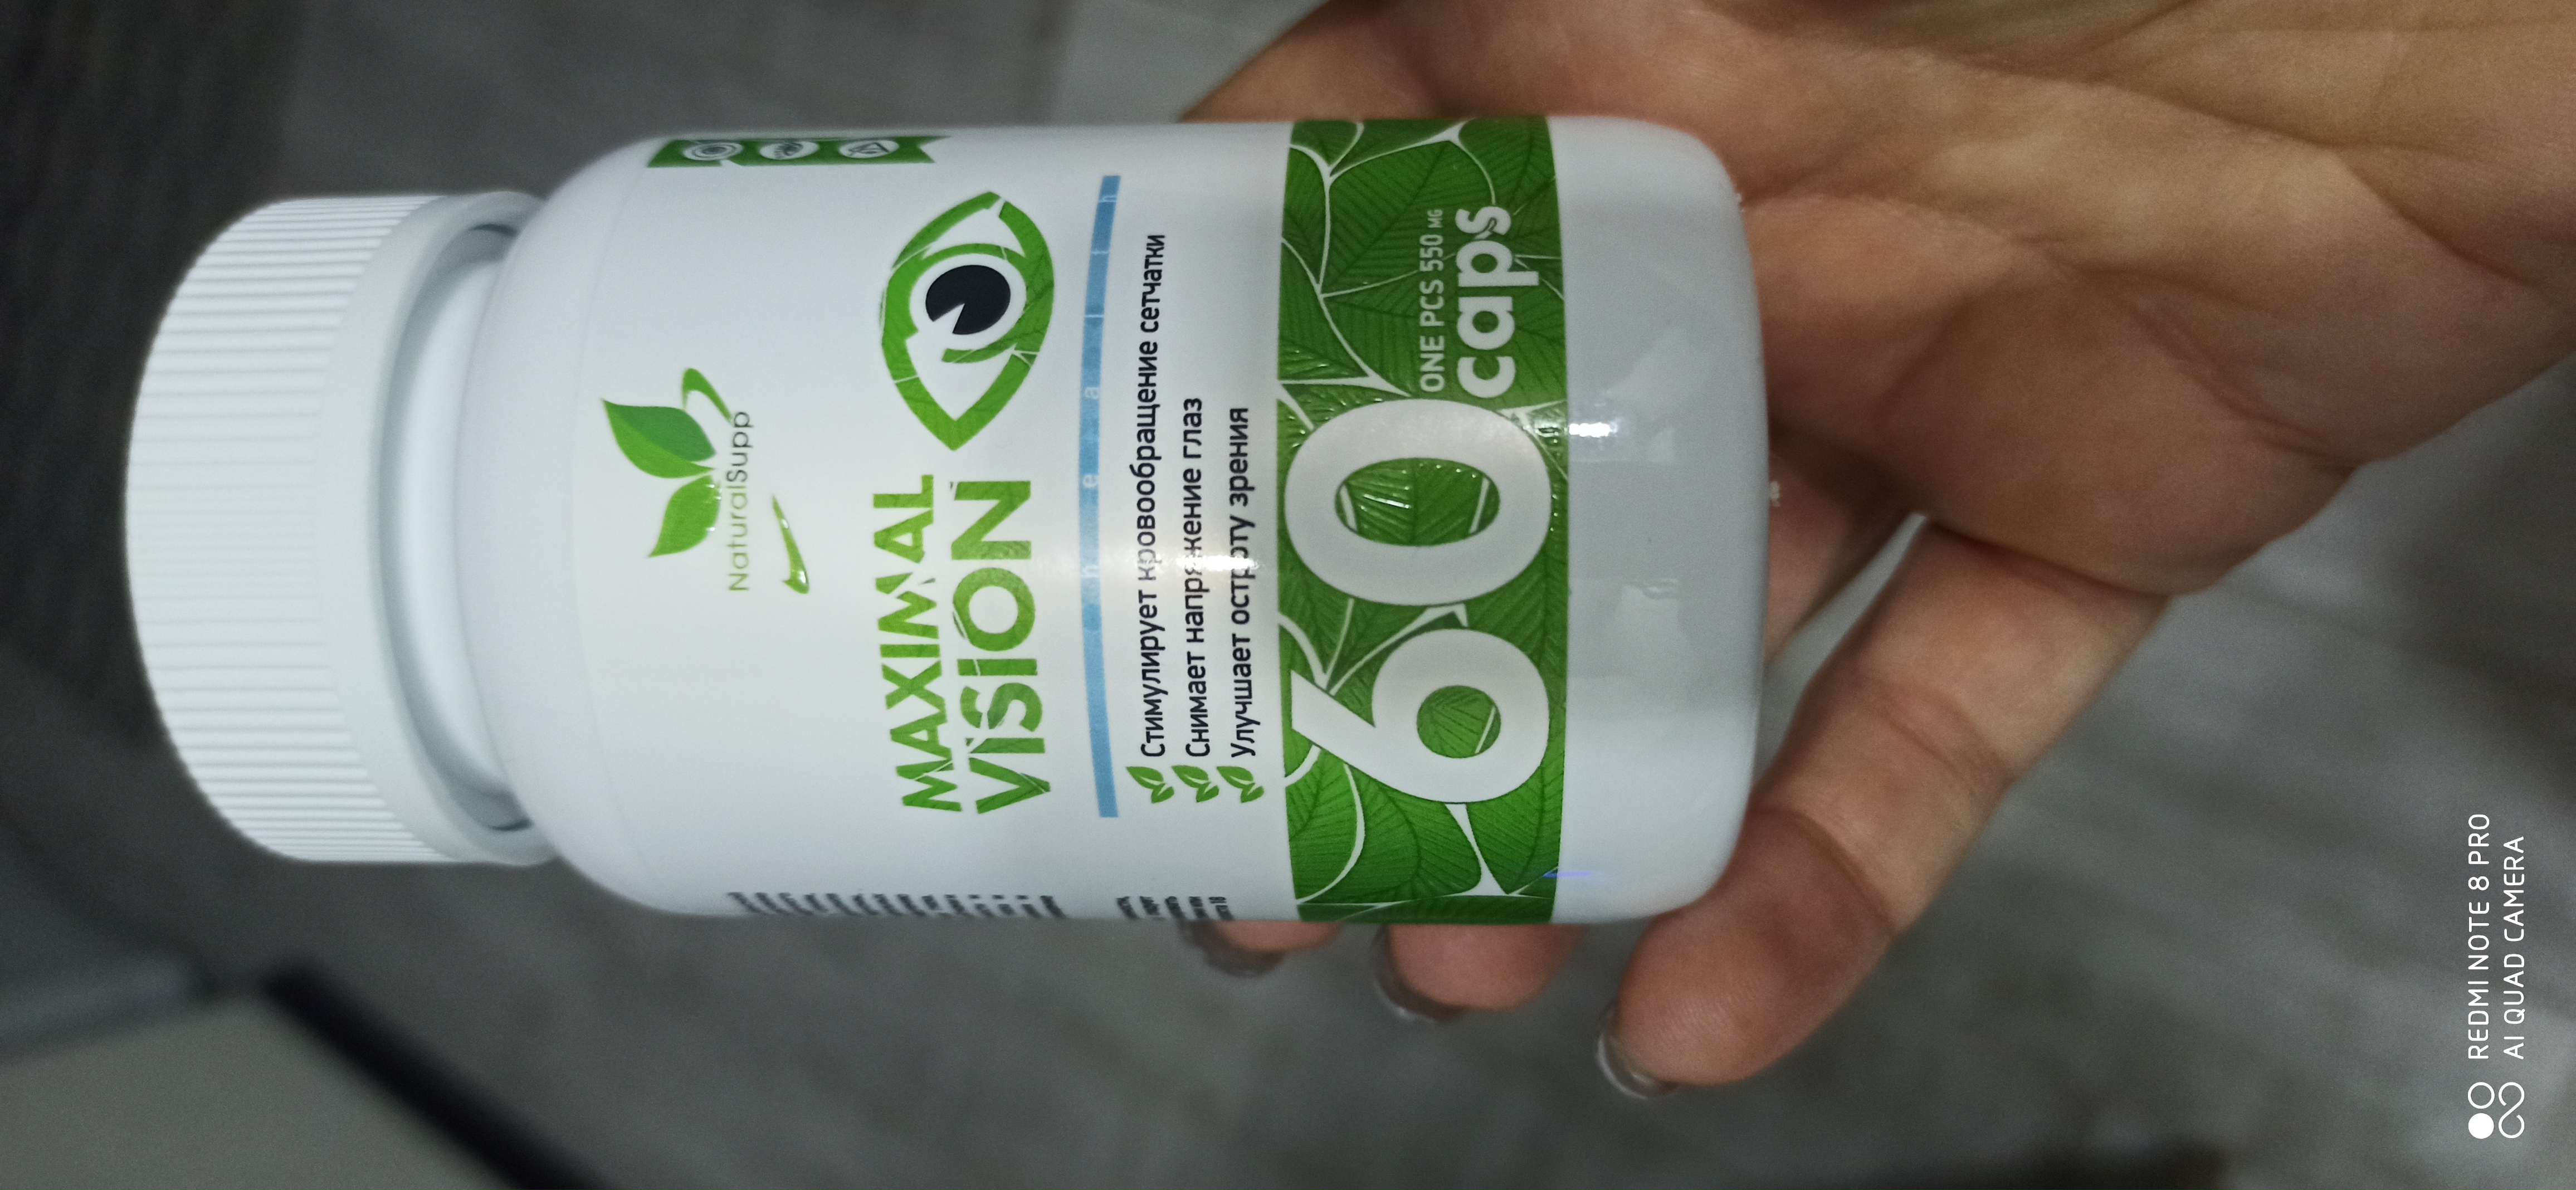 NaturalSupp
MAXIMAL
ViSiON
health
Стимулирует кровообращение сетчатки
Снимает напряжение глаз
Улучшает остроту зрения
60
ONE PCS 550 MG
caps
REDMI NOTE 8 PRO
AI QUAD CAMERA